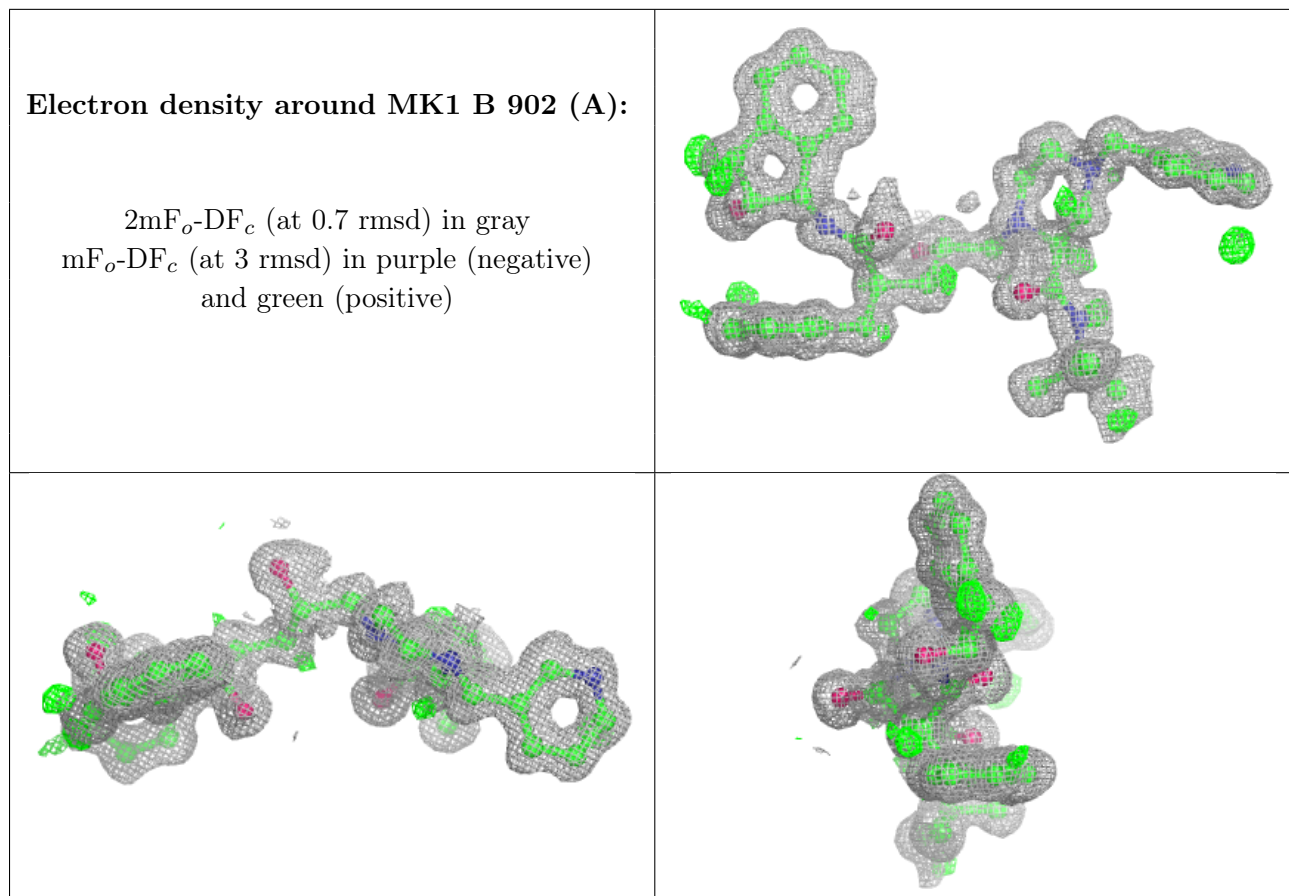 Electron density around MK1 B 902 (A):
2mFo-DFc (at 0.7 rmsd) in gray
mFo-DFc (at 3 rmsd) in purple (negative)
and green (positive)